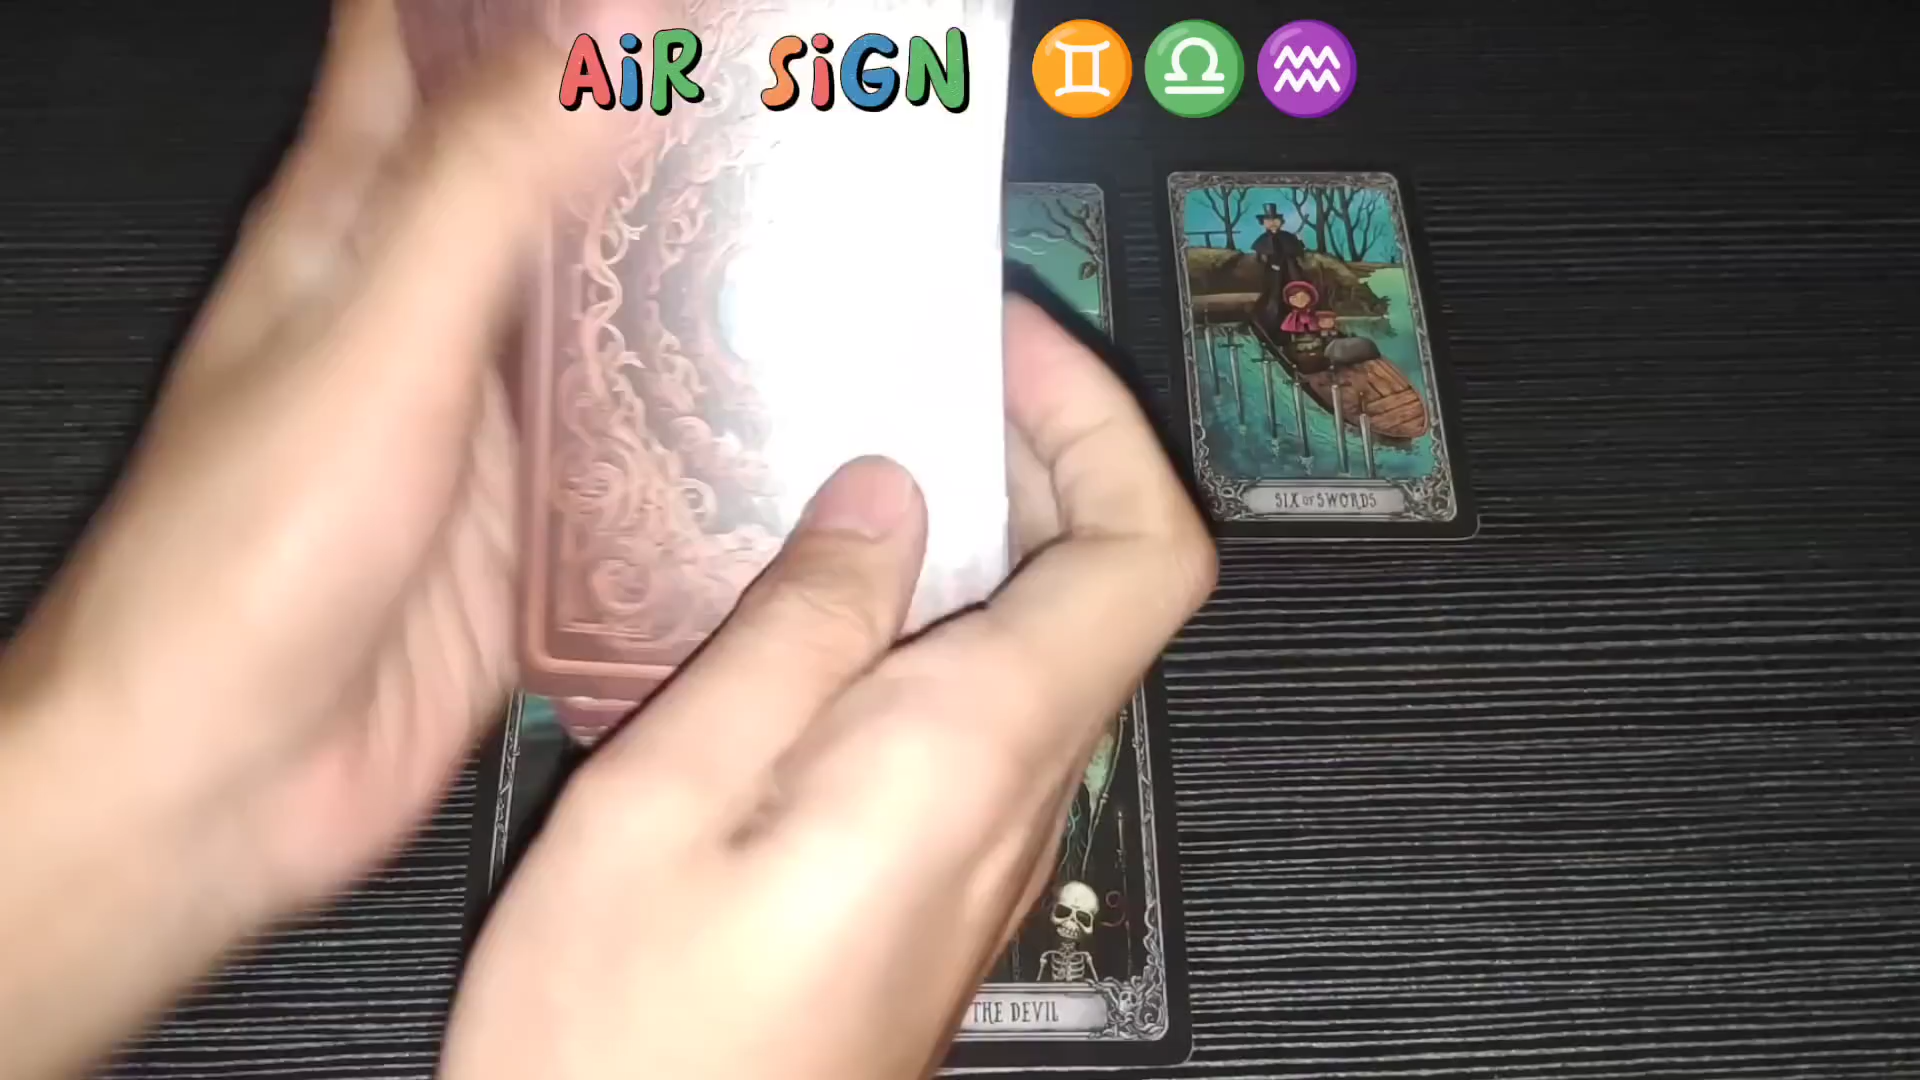 AiR SiGN ♊♎♒
SIX OF SWORDS
THE DEVIL